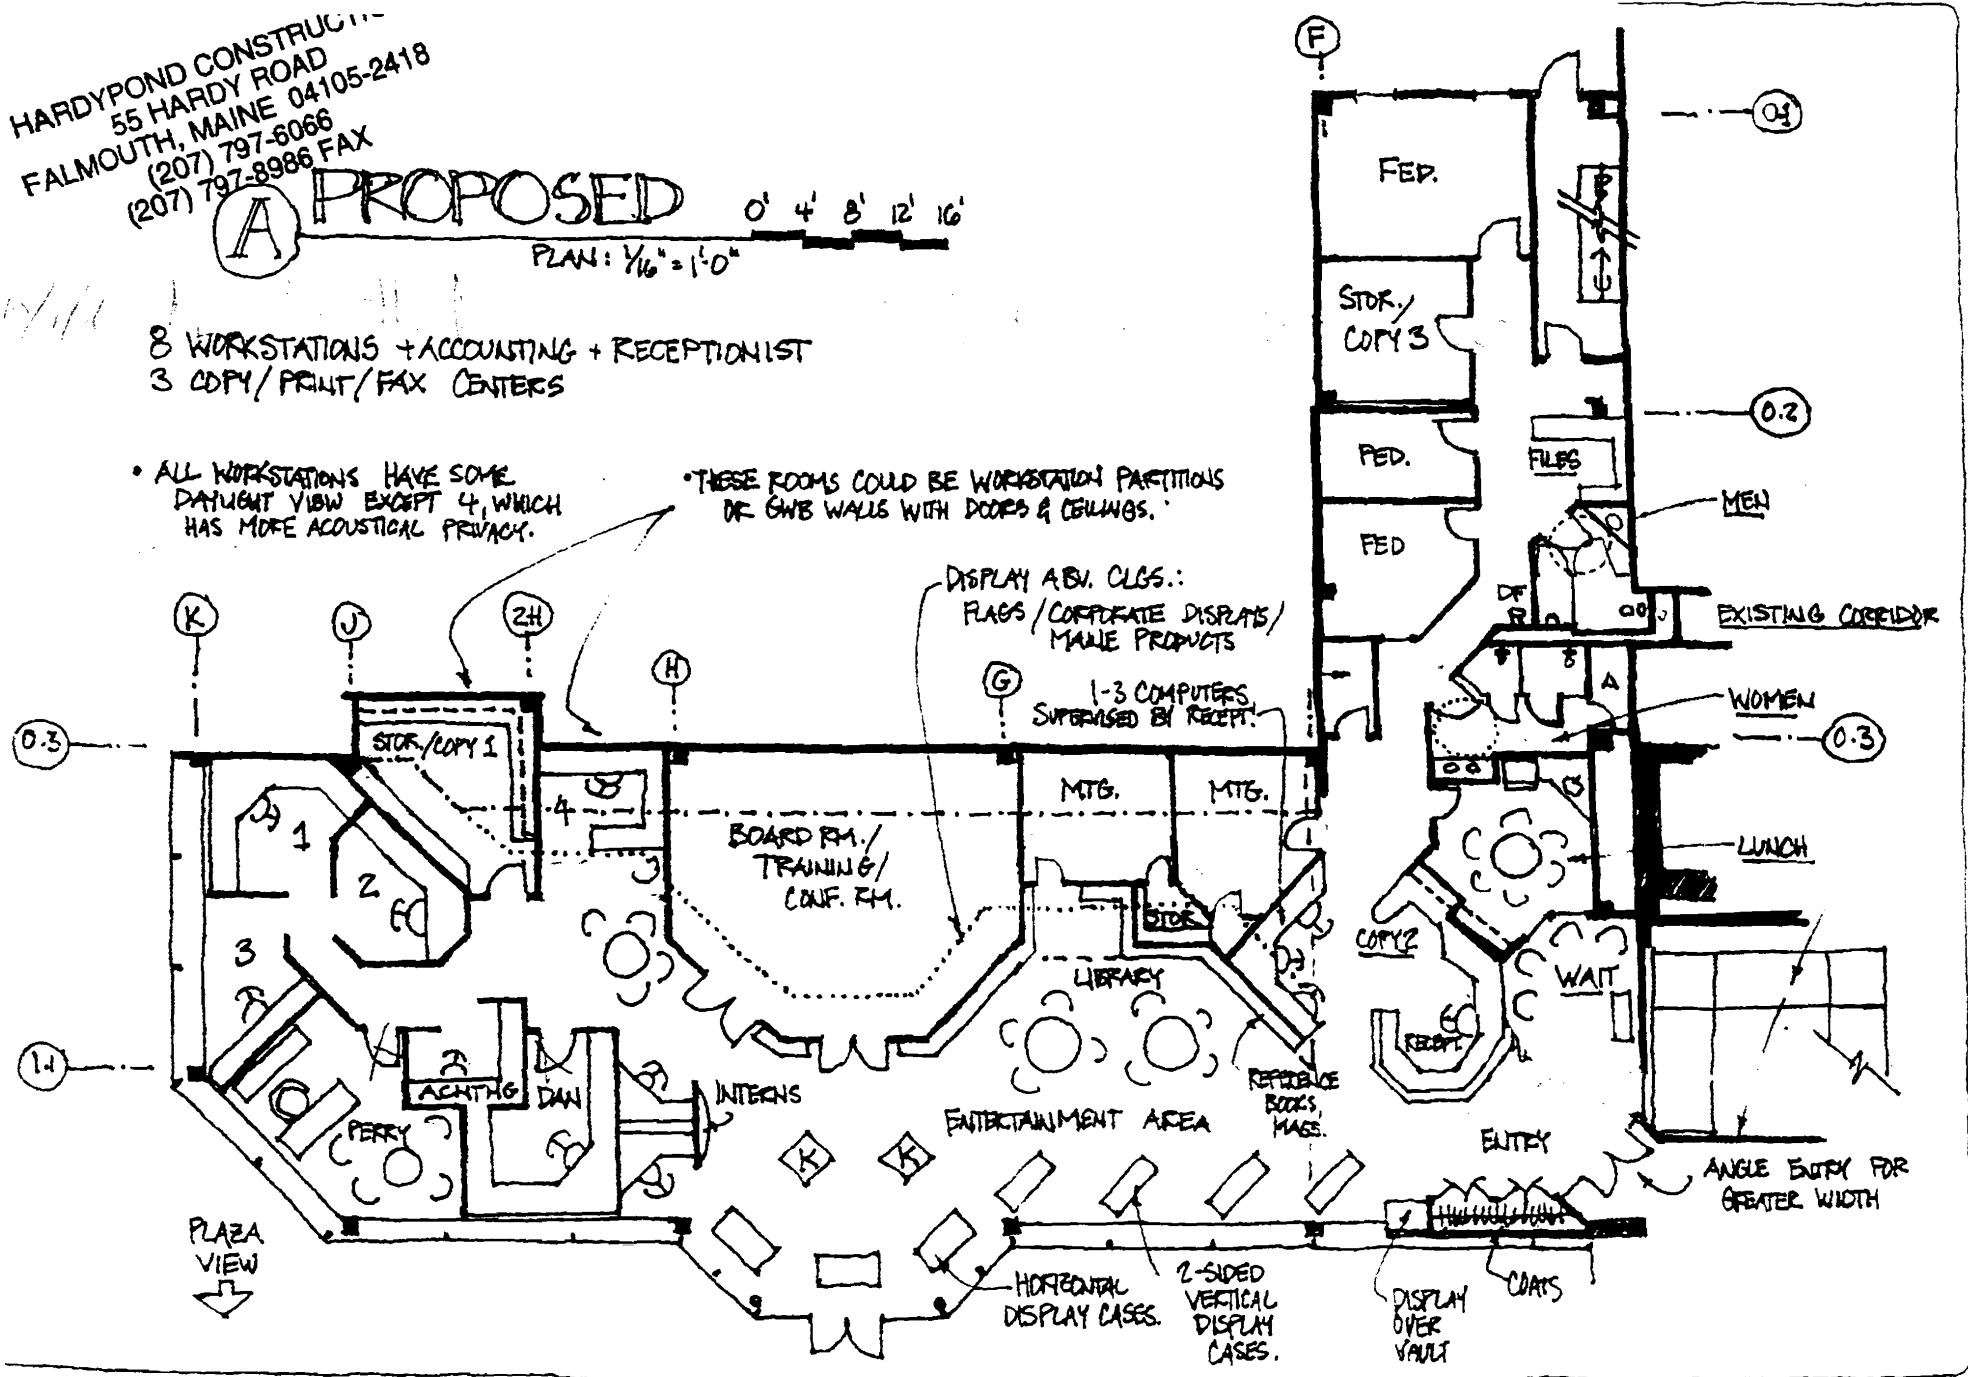 HARDYPOND CONSTRUCTIO
55 HARDY ROAD
FALMOUTH, MAINE 04105-2418
(207) 797-6066
(207) 797-8986 FAX
A PROPOSED
0' 4' 8' 12' 16'
PLAN: 1/16" = 1'-0"
8 WORKSTATIONS + ACCOUNTING + RECEPTIONIST
3 COPY/PRINT/FAX CENTERS
• ALL WORKSTATIONS HAVE SOME
DAYLIGHT VIEW EXCEPT 4, WHICH
HAS MORE ACOUSTICAL PRIVACY.
• THESE ROOMS COULD BE WORKSTATION PARTITIONS
OR GWB WALLS WITH DOORS & CEILINGS.
DISPLAY ABV. CLGS.:
FLAGS/CORPORATE DISPLAYS/
MAINE PRODUCTS
1-3 COMPUTERS
SUPERVISED BY RECEPT.
F
0.1
0.2
0.3
K
J
2H
H
G
0.3
1.1
FED.
STOR./
COPY 3
FED.
FILES
FED
MEN
DF
EXISTING CORRIDOR
WOMEN
LUNCH
STOR./COPY 1
1
2
3
4
BOARD RM./
TRAINING/
CONF. RM.
MTG.
MTG.
STOR
LIBRARY
COPY 2
WAIT
RECEPT.
REFERENCE
BOOKS,
MAGS.
ACNTNG
DAN
INTERNS
PERRY
ENTERTAINMENT AREA
K
K
ENTRY
ANGLE ENTRY FOR
GREATER WIDTH
PLAZA
VIEW
HORIZONTAL
DISPLAY CASES.
2-SIDED
VERTICAL
DISPLAY
CASES.
DISPLAY
OVER
VAULT
COATS